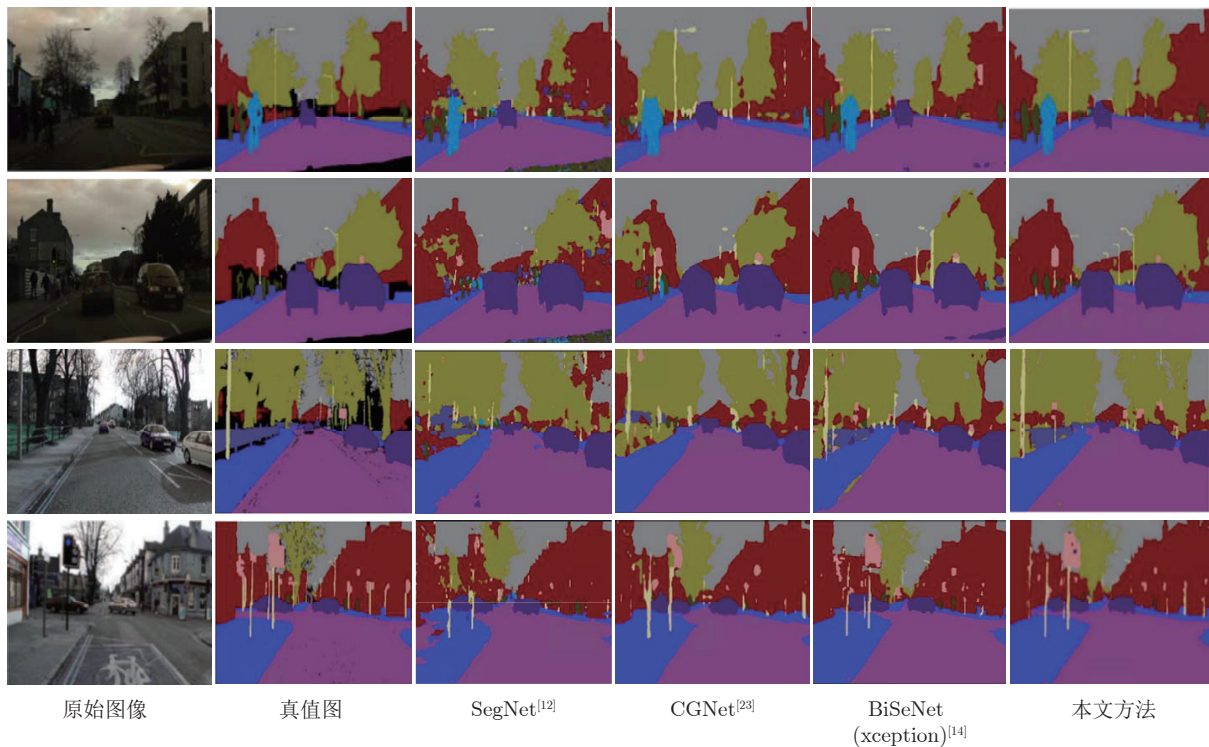 原始图像
真值图
SegNet[12]
CGNet[23]
BiSeNet
(xception)[14]
本文方法